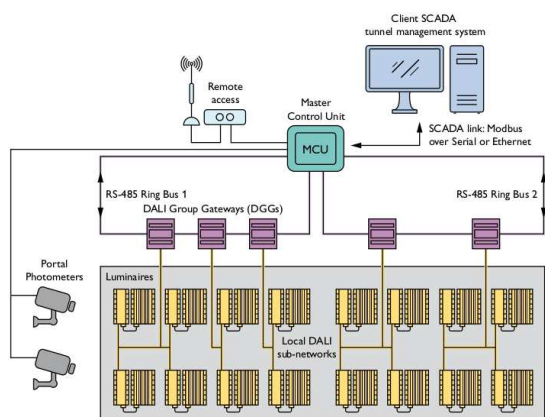 Client SCADA
tunnel management system
Remote
access
Master
Control Unit
MCU
SCADA link: Modbus
over Serial or Ethernet
RS-485 Ring Bus 1
RS-485 Ring Bus 2
DALI Group Gateways (DGGs)
Portal
Photometers
Luminaires
Local DALI
sub-networks